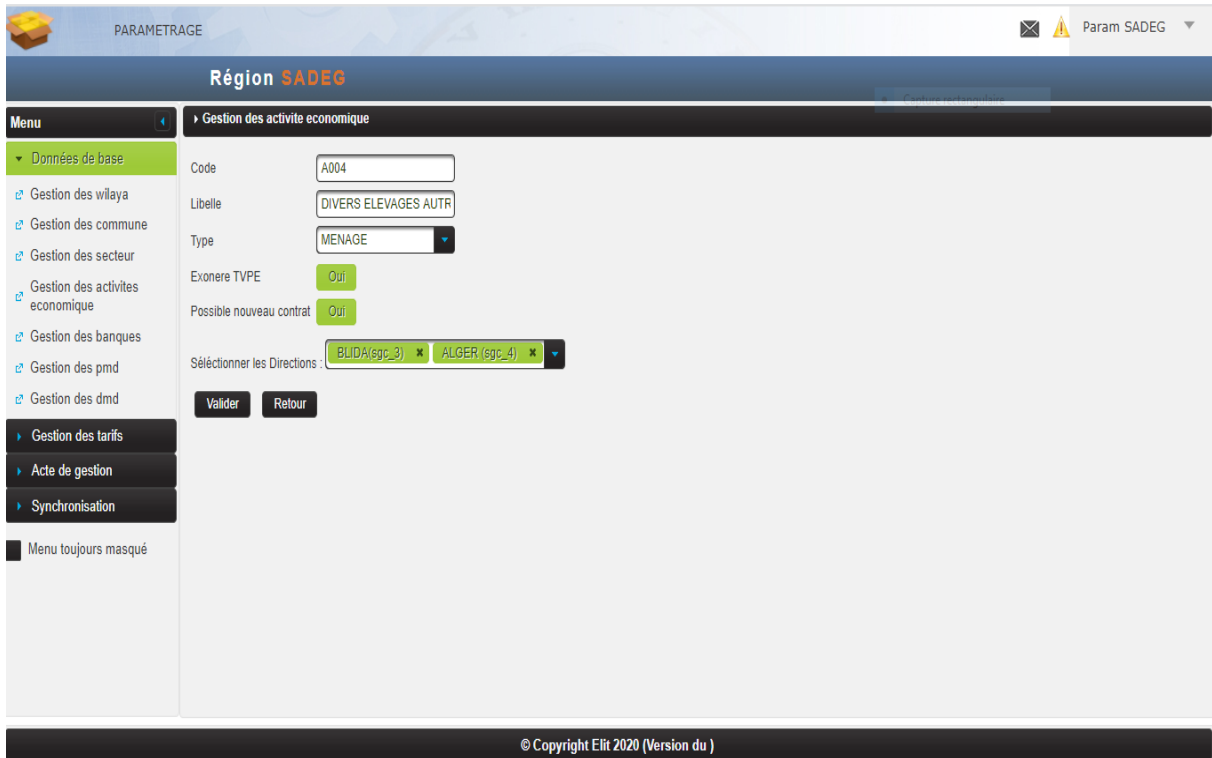 PARAMETRAGE
Param SADEG
Région SADEG
Capture rectangulaire
Menu
Gestion des activite economique
Données de base
Gestion des wilaya
Gestion des commune
Gestion des secteur
Gestion des activites
economique
Gestion des banques
Gestion des pmd
Gestion des dmd
Gestion des tarifs
Acte de gestion
Synchronisation
Menu toujours masqué
Code A004
Libelle DIVERS ELEVAGES AUTR
Type MENAGE
Exonere TVPE Oui
Possible nouveau contrat Oui
Séléctionner les Directions : BLIDA(sgc_3) ALGER (sgc_4)
Valider Retour
© Copyright Elit 2020 (Version du )